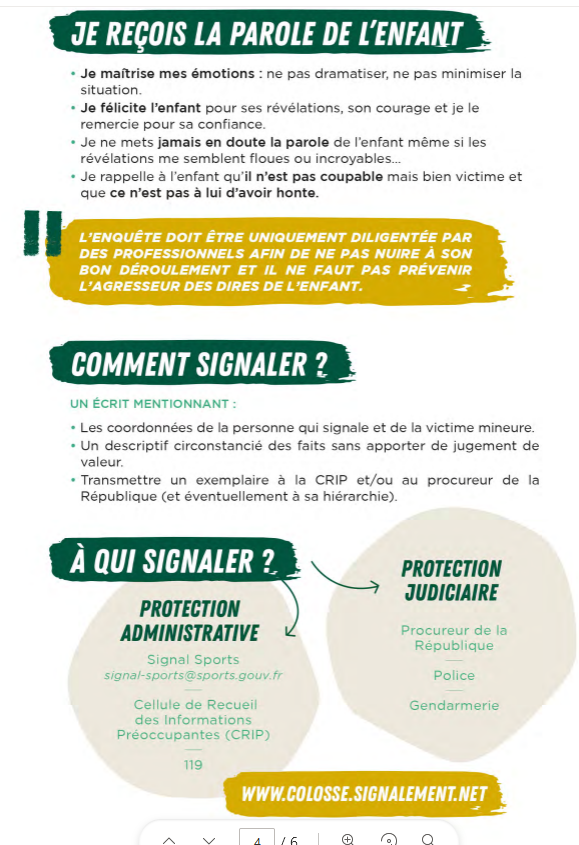 JE REÇOIS LA PAROLE DE L'ENFANT
• Je maîtrise mes émotions : ne pas dramatiser, ne pas minimiser la
situation.
• Je félicite l'enfant pour ses révélations, son courage et je le
remercie pour sa confiance.
• Je ne mets jamais en doute la parole de l'enfant même si les
révélations me semblent floues ou incroyables...
• Je rappelle à l'enfant qu'il n'est pas coupable mais bien victime et
que ce n'est pas à lui d'avoir honte.
L'ENQUÊTE DOIT ÊTRE UNIQUEMENT DILIGENTÉE PAR
DES PROFESSIONNELS AFIN DE NE PAS NUIRE À SON
BON DÉROULEMENT ET IL NE FAUT PAS PRÉVENIR
L'AGRESSEUR DES DIRES DE L'ENFANT.
COMMENT SIGNALER ?
UN ÉCRIT MENTIONNANT :
• Les coordonnées de la personne qui signale et de la victime mineure.
• Un descriptif circonstancié des faits sans apporter de jugement de
valeur.
• Transmettre un exemplaire à la CRIP et/ou au procureur de la
République (et éventuellement à sa hiérarchie).
À QUI SIGNALER ?
PROTECTION
ADMINISTRATIVE
Signal Sports
signal-sports@sports.gouv.fr
Cellule de Recueil
des Informations
Préoccupantes (CRIP)
119
PROTECTION
JUDICIAIRE
Procureur de la
République
Police
Gendarmerie
WWW.COLOSSE.SIGNALEMENT.NET
4 / 6